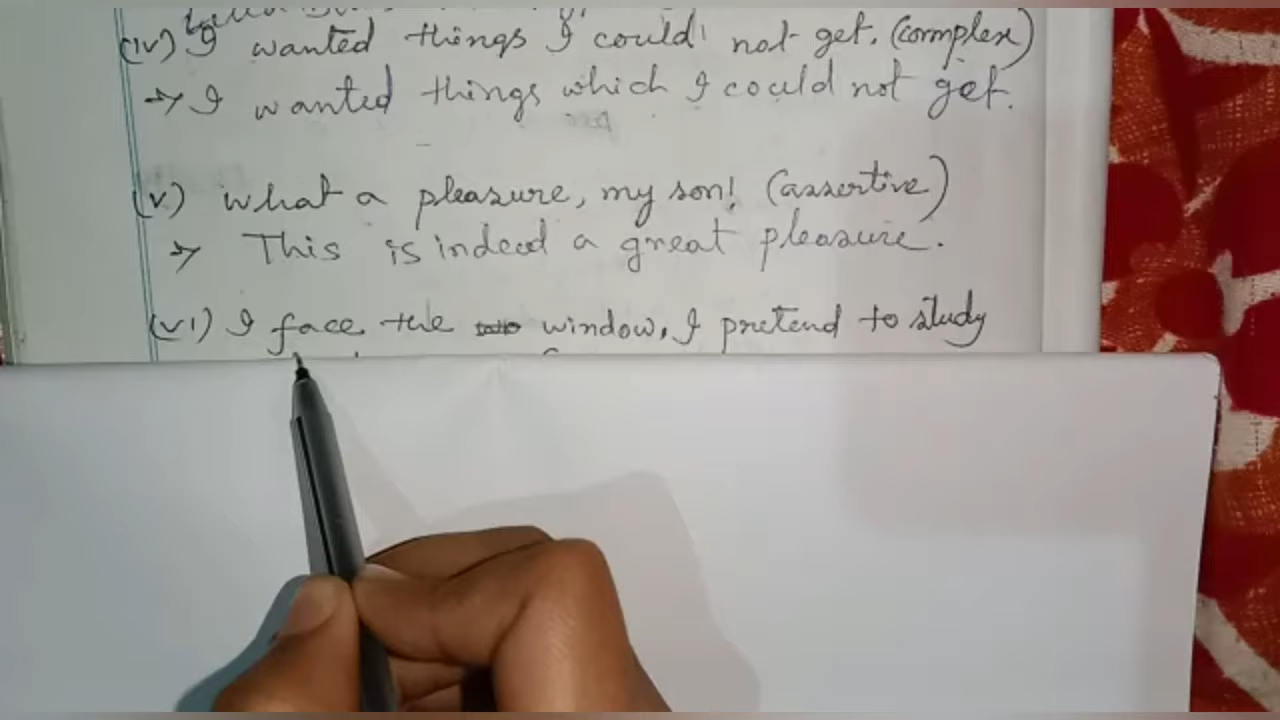 (iv) I wanted things I could not get. (complex)
→ I wanted things which I could not get.
(v) What a pleasure, my son! (assertive)
→ This is indeed a great pleasure.
(vi) I face the window, I pretend to study